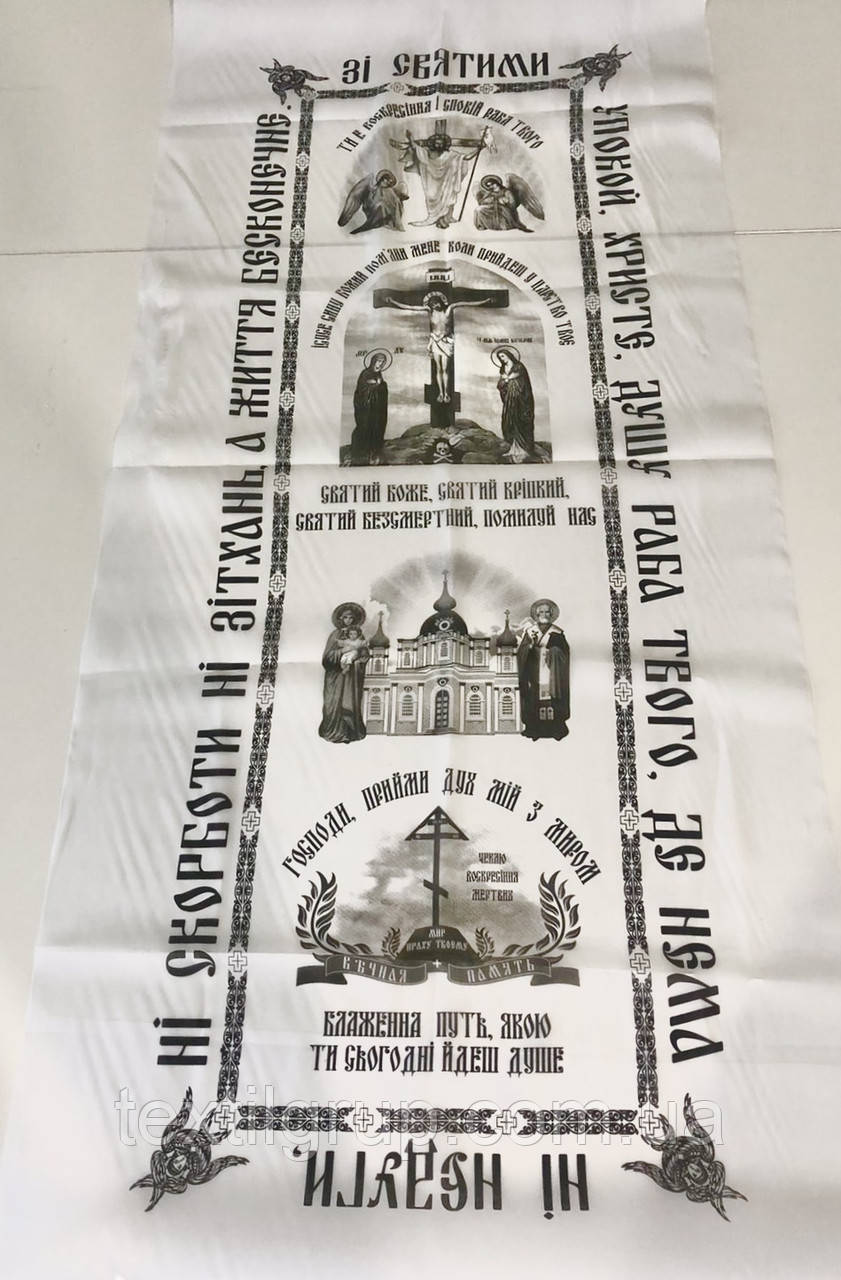 ЗІ СВЯТИМИ
УПОКОЙ, ХРИСТЕ, ДУШУ РАБА ТВОГО, ДЕ НЕМА
НІ НЕДУГИ,
НІ СКОРБОТИ НІ ЗІТХАНЬ, А ЖИТТЯ БЕСКОНЕЧНЕ.
ТИ Є ВОСКРЕСІННЯ І СПОКІЙ РАБА ТВОГО
ІСУСЕ СИНУ БОЖИЙ ПОМ'ЯНИ МЕНЕ КОЛИ ПРИЙДЕШ У ЦАРСТВО ТВОЄ
СВЯТИЙ БОЖЕ, СВЯТИЙ КРІПКИЙ,
СВЯТИЙ БЕЗСМЕРТНИЙ, ПОМИЛУЙ НАС
ГОСПОДИ, ПРИЙМИ ДУХ МІЙ З МИРОМ
ЧЕКАЮ
ВОСКРЕСІННЯ
МЕРТВИХ
МИР
ПРАХУ ТВОЕМУ
ВѢЧНАЯ + ПАМЯТЬ
БЛАЖЕННА ПУТЬ, ЯКОЮ
ТИ СЬОГОДНІ ЙДЕШ ДУШЕ
textilgrup.com.ua